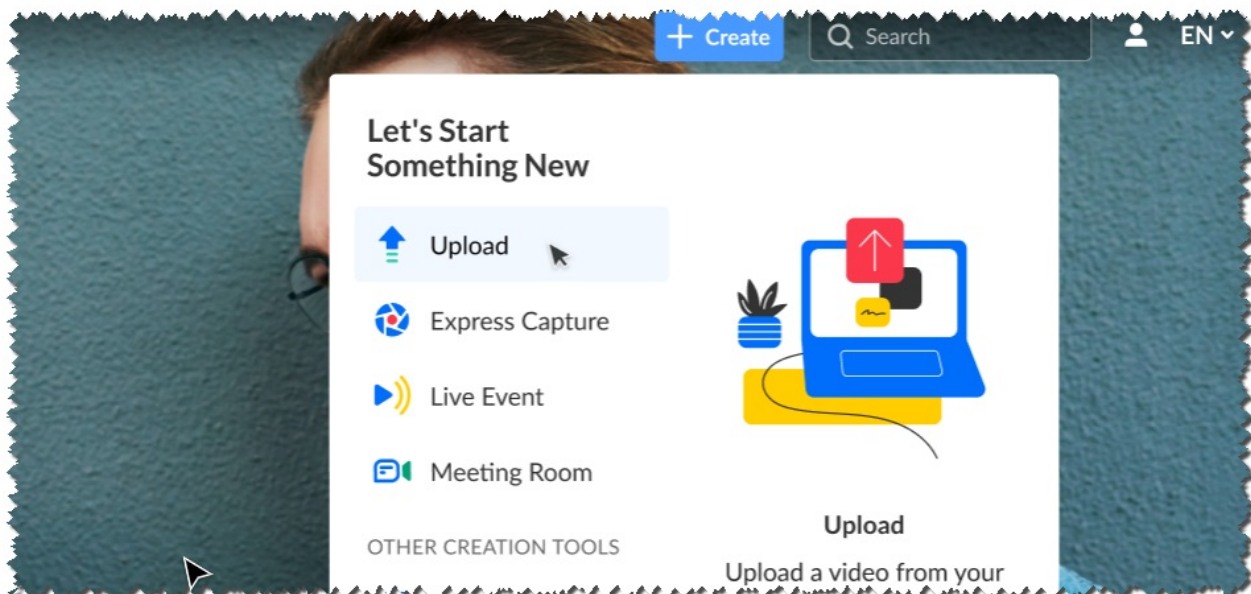 Create
Search
EN
Let's Start
Something New
Upload
Express Capture
Live Event
Meeting Room
OTHER CREATION TOOLS
Upload
Upload a video from your